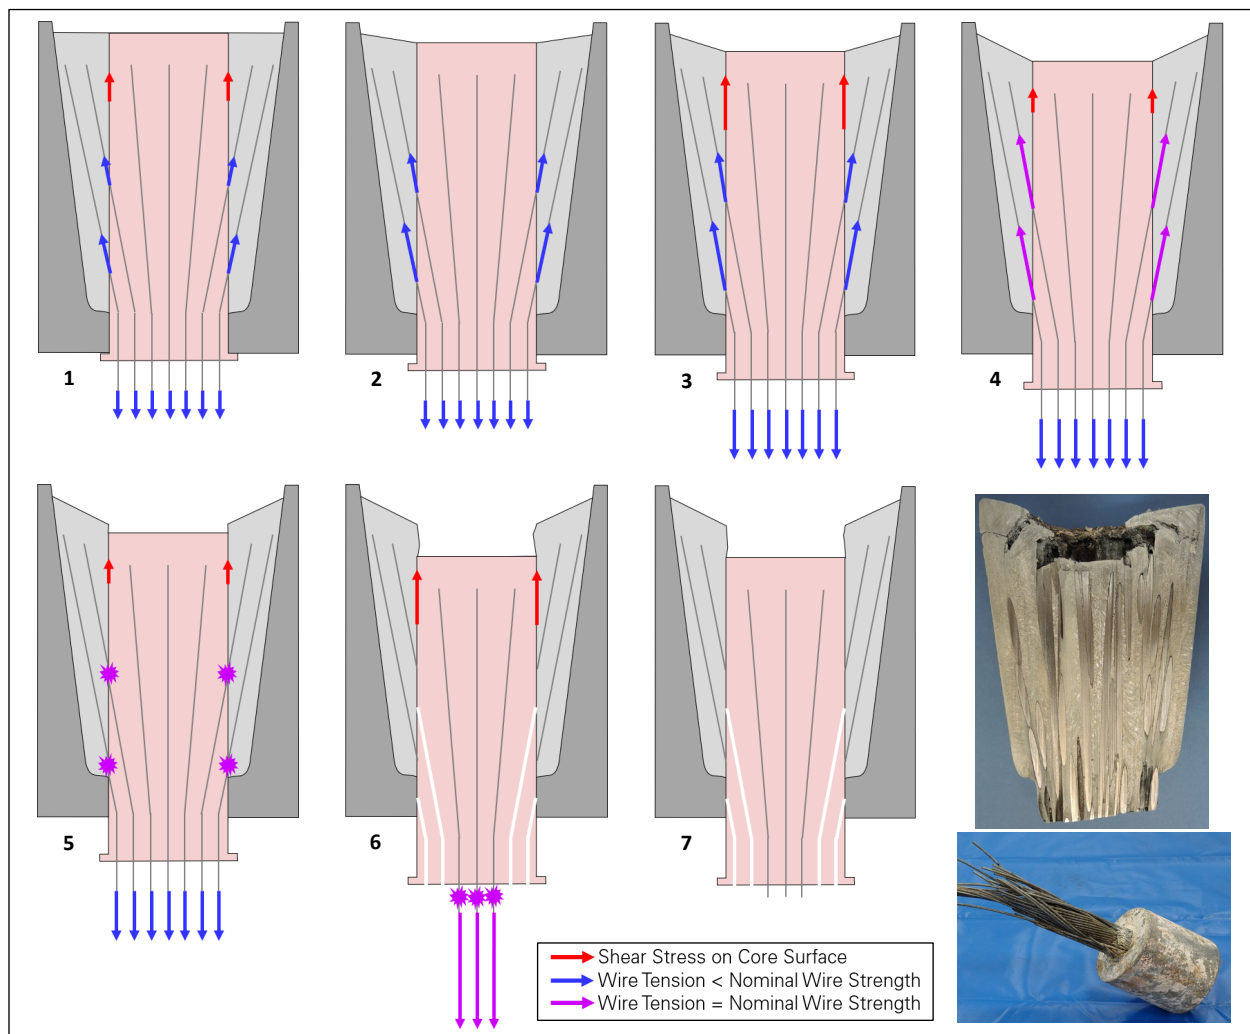 1
2
3
4
5
6
7
Shear Stress on Core Surface
Wire Tension < Nominal Wire Strength
Wire Tension = Nominal Wire Strength